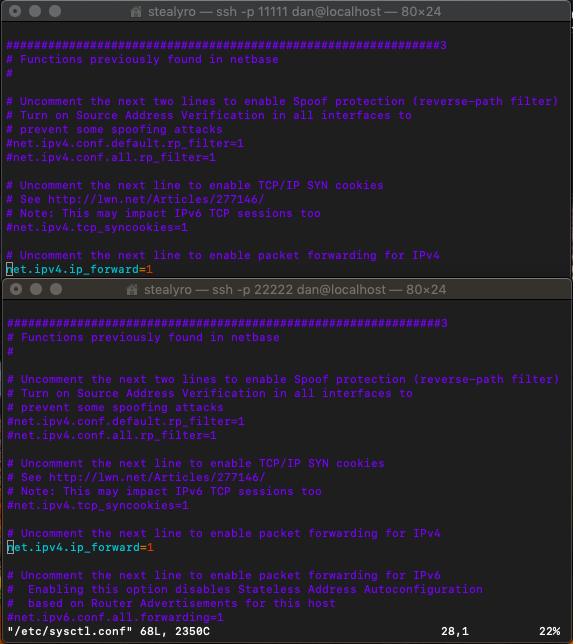 stealyro — ssh -p 11111 dan@localhost — 80×24
##############################################################3
# Functions previously found in netbase
#
# Uncomment the next two lines to enable Spoof protection (reverse-path filter)
# Turn on Source Address Verification in all interfaces to
# prevent some spoofing attacks
#net.ipv4.conf.default.rp_filter=1
#net.ipv4.conf.all.rp_filter=1
# Uncomment the next line to enable TCP/IP SYN cookies
# See http://lwn.net/Articles/277146/
# Note: This may impact IPv6 TCP sessions too
#net.ipv4.tcp_syncookies=1
# Uncomment the next line to enable packet forwarding for IPv4
net.ipv4.ip_forward=1
stealyro — ssh -p 22222 dan@localhost — 80×24
##############################################################3
# Functions previously found in netbase
#
# Uncomment the next two lines to enable Spoof protection (reverse-path filter)
# Turn on Source Address Verification in all interfaces to
# prevent some spoofing attacks
#net.ipv4.conf.default.rp_filter=1
#net.ipv4.conf.all.rp_filter=1
# Uncomment the next line to enable TCP/IP SYN cookies
# See http://lwn.net/Articles/277146/
# Note: This may impact IPv6 TCP sessions too
#net.ipv4.tcp_syncookies=1
# Uncomment the next line to enable packet forwarding for IPv4
net.ipv4.ip_forward=1
# Uncomment the next line to enable packet forwarding for IPv6
#  Enabling this option disables Stateless Address Autoconfiguration
#  based on Router Advertisements for this host
#net.ipv6.conf.all.forwarding=1
"/etc/sysctl.conf" 68L, 2350C 28,1 22%